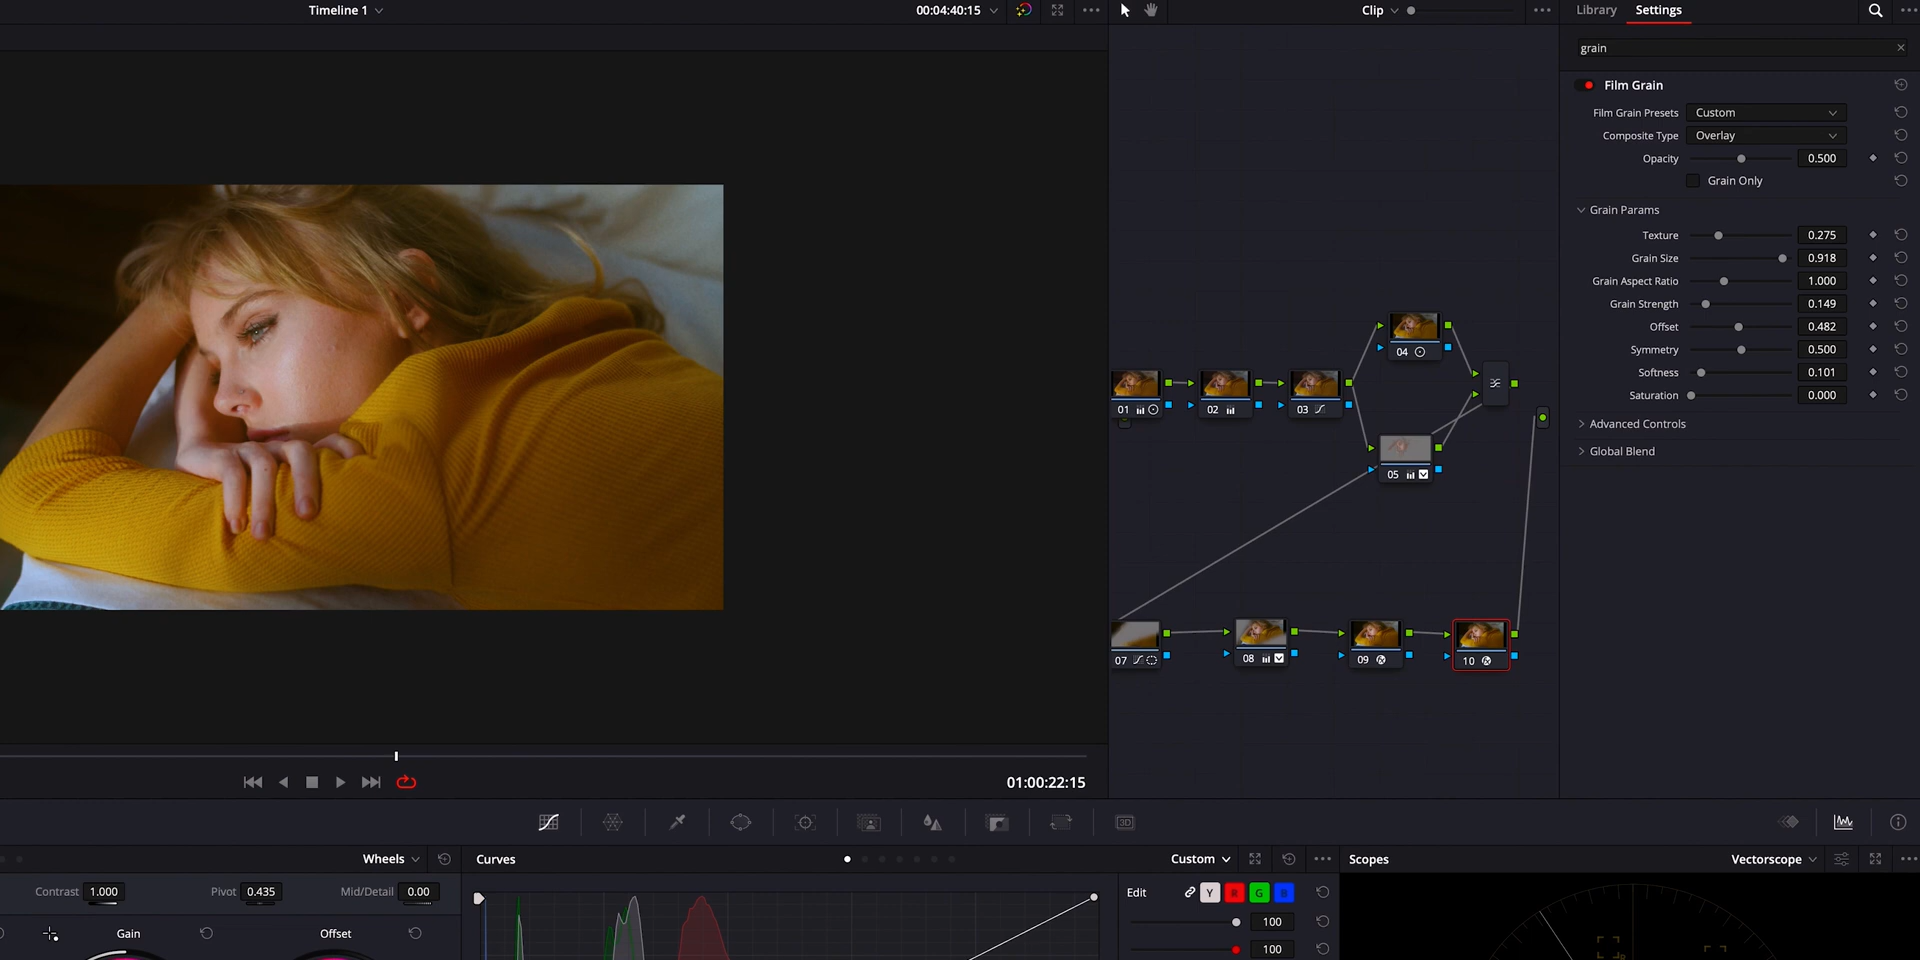 Timeline 1
00:04:40:15
Clip
Library
Settings
grain
Film Grain
Film Grain Presets
Custom
Composite Type
Overlay
Opacity
0.500
Grain Only
Grain Params
Texture
0.275
Grain Size
0.918
Grain Aspect Ratio
1.000
Grain Strength
0.149
Offset
0.482
Symmetry
0.500
Softness
0.101
Saturation
0.000
Advanced Controls
Global Blend
04
01
02
03
05
07
08
09
10
01:00:22:15
3D
Wheels
Curves
Custom
Scopes
Vectorscope
Contrast
1.000
Pivot
0.435
Mid/Detail
0.00
Edit
Y
R
G
B
100
Gain
Offset
100